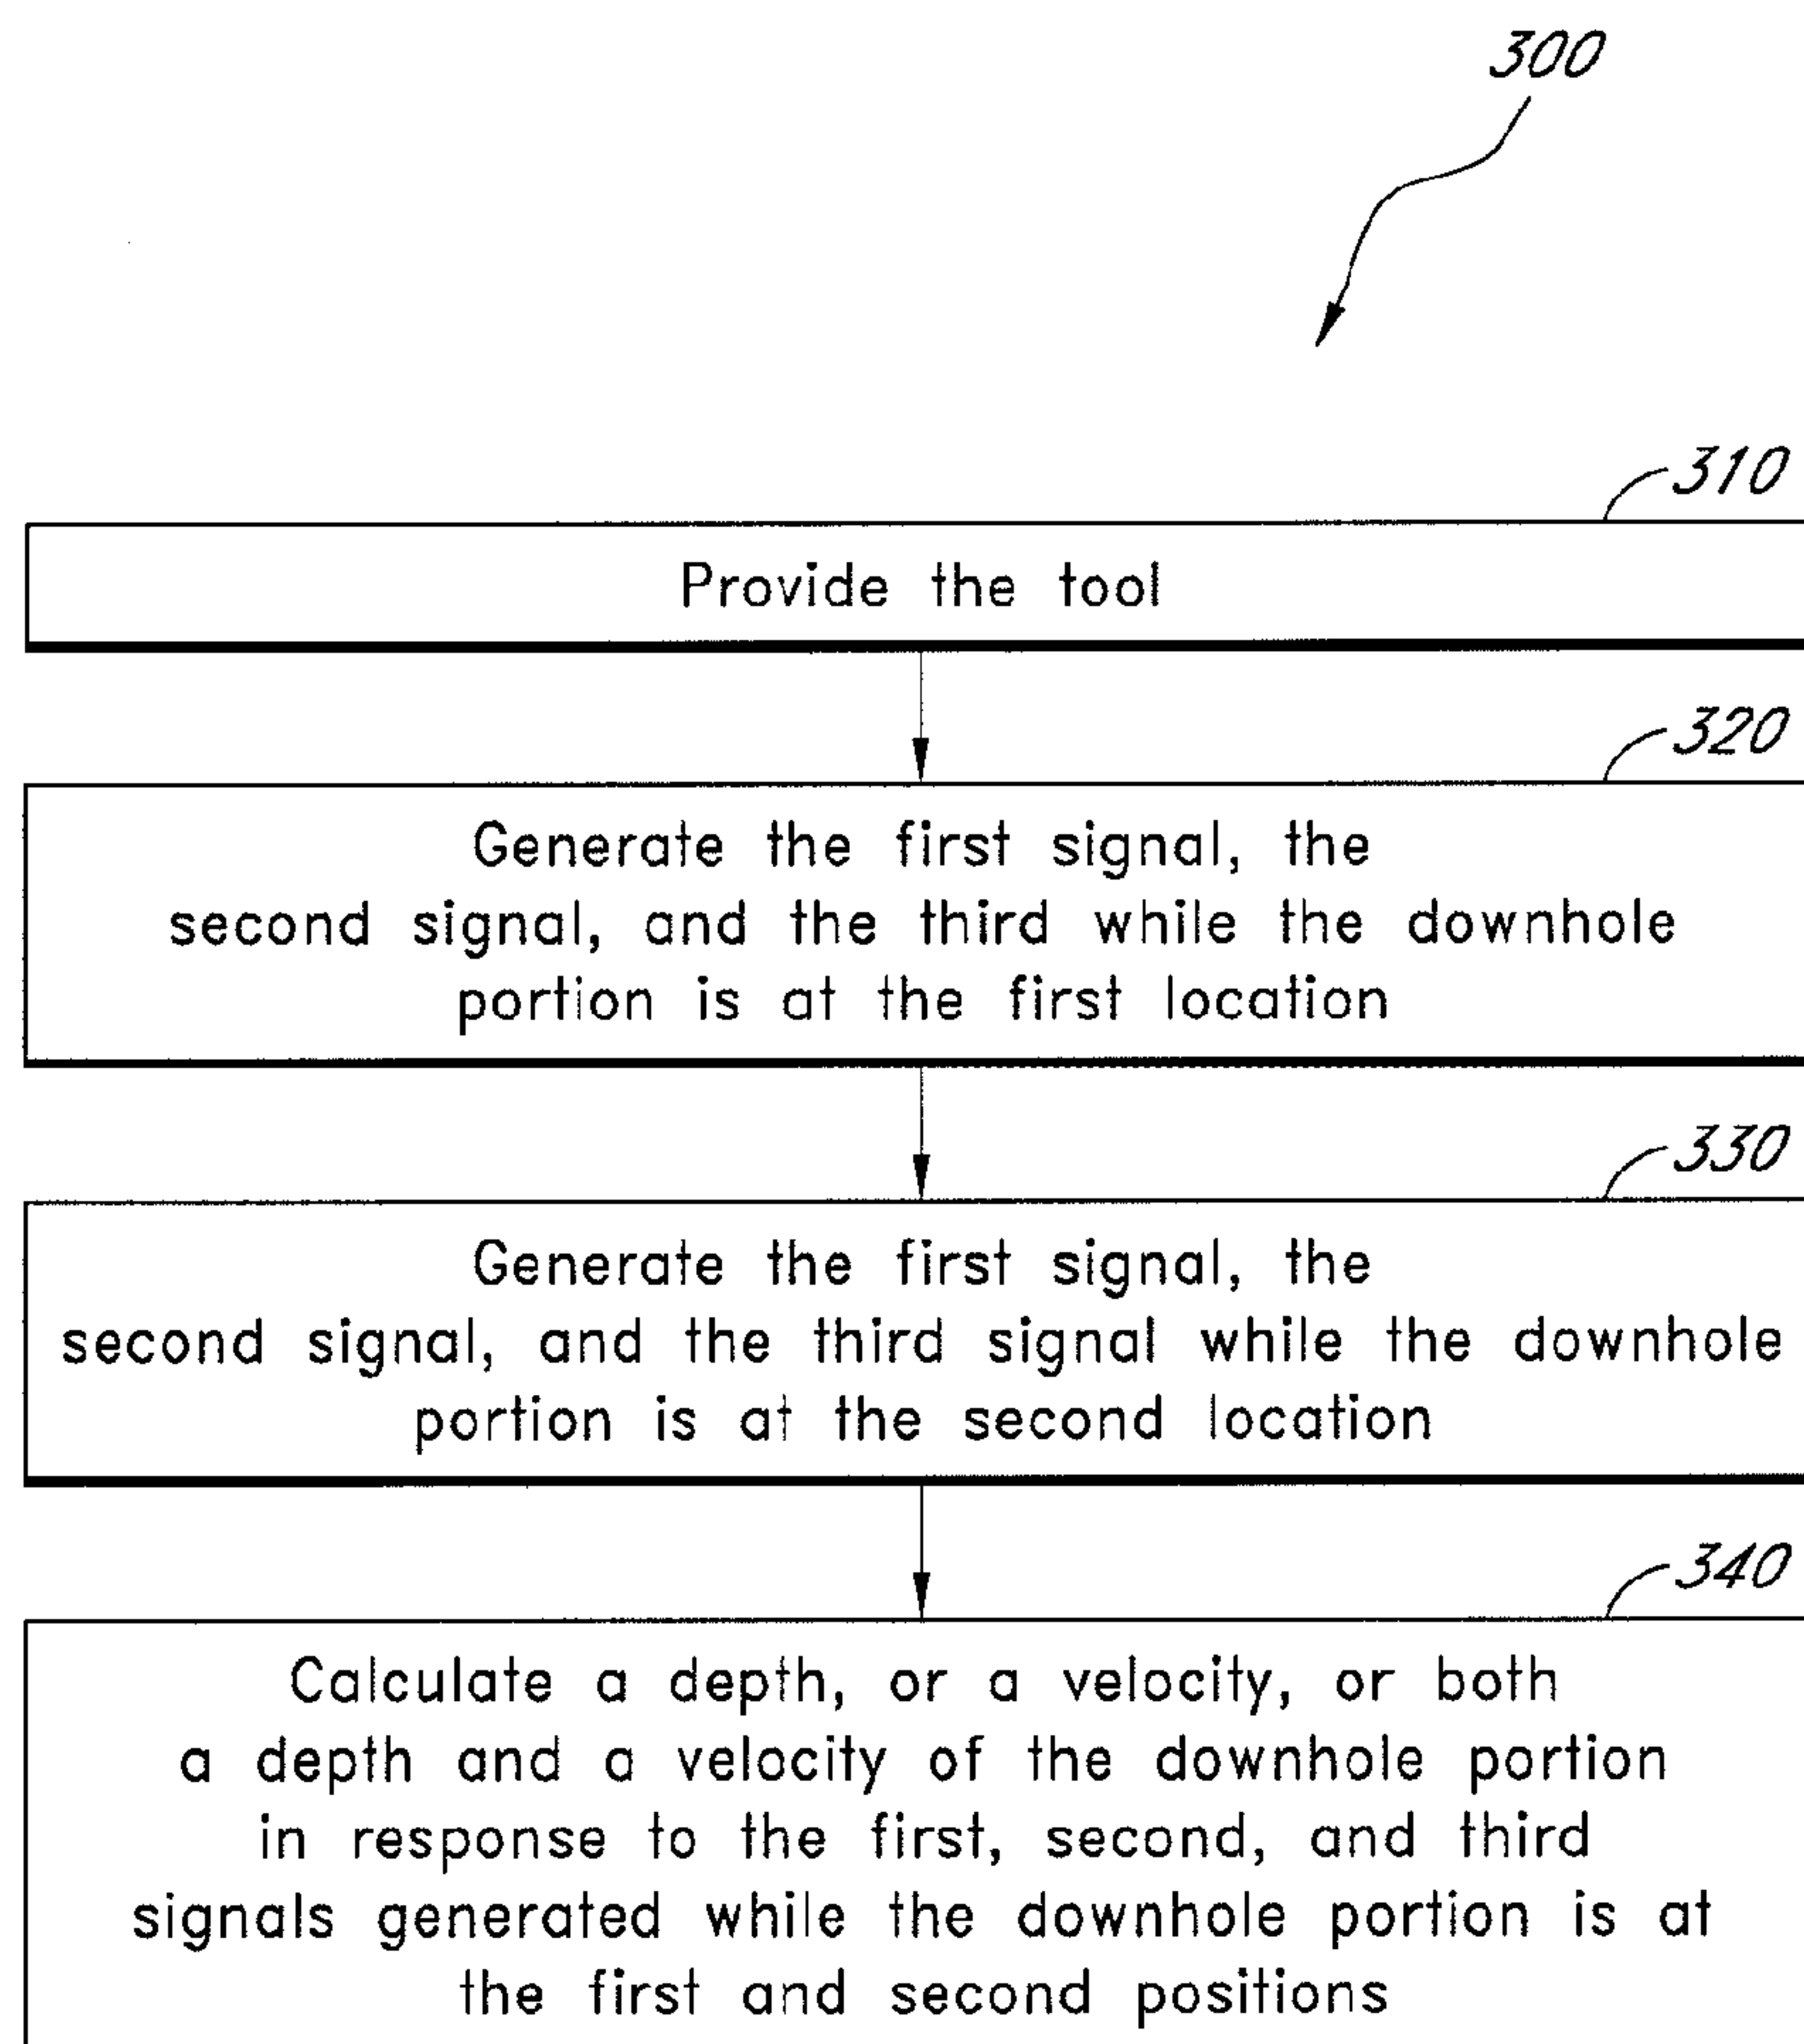 300
310
Provide the tool
320
Generate the first signal, the
second signal, and the third while the downhole
portion is at the first location
330
Generate the first signal, the
second signal, and the third signal while the downhole
portion is at the second location
340
Calculate a depth, or a velocity, or both
a depth and a velocity of the downhole portion
in response to the first, second, and third
signals generated while the downhole portion is at
the first and second positions